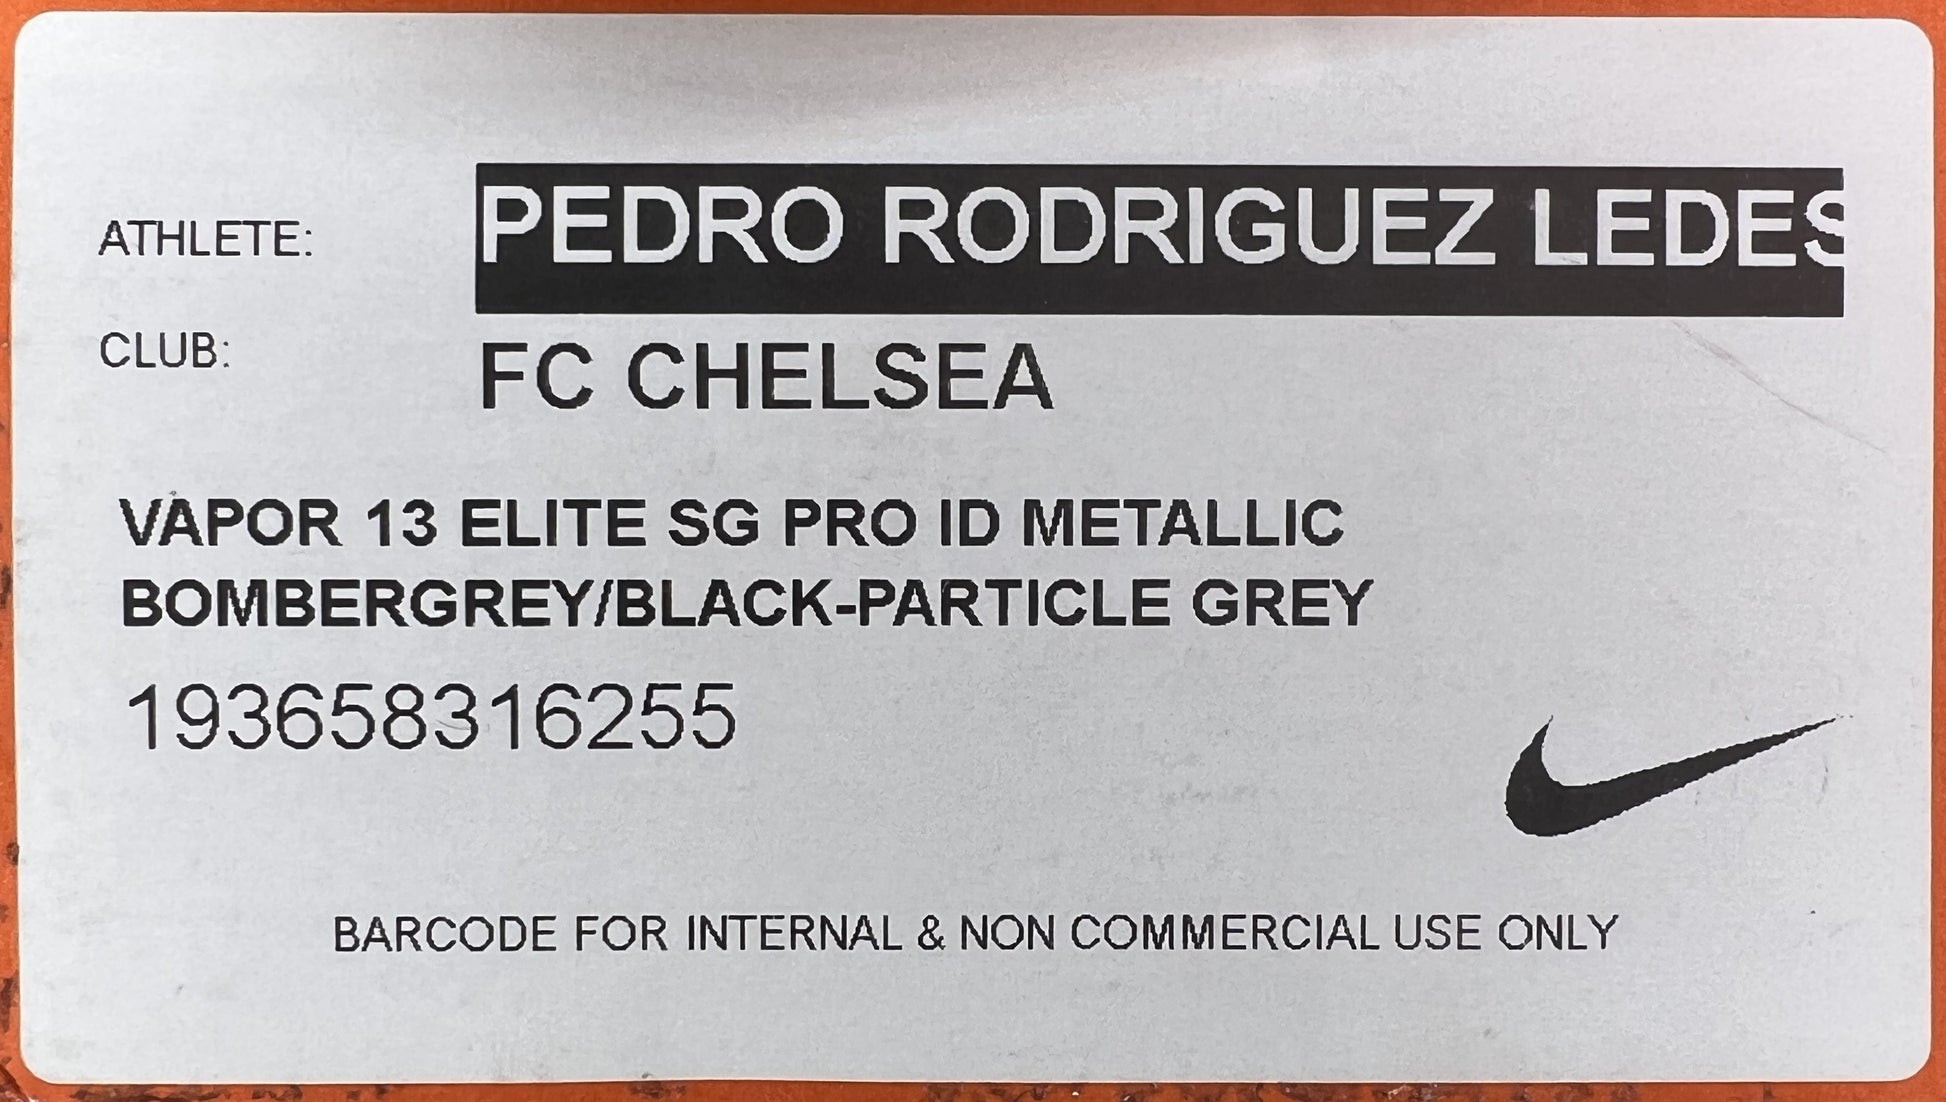 ATHLETE: PEDRO RODRIGUEZ LEDES
CLUB: FC CHELSEA
VAPOR 13 ELITE SG PRO ID METALLIC
BOMBERGREY/BLACK-PARTICLE GREY
193658316255
BARCODE FOR INTERNAL & NON COMMERCIAL USE ONLY